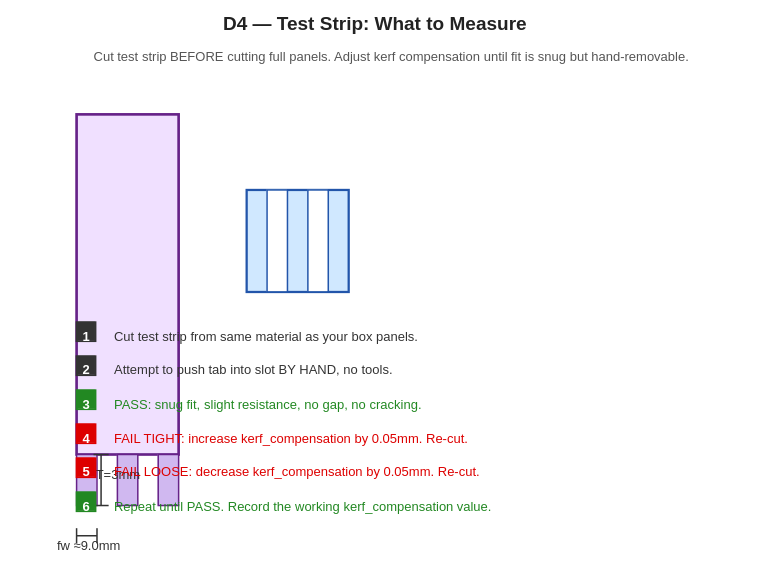 D4 — Test Strip: What to Measure
Cut test strip BEFORE cutting full panels. Adjust kerf compensation until fit is snug but hand-removable.
1 Cut test strip from same material as your box panels.
2 Attempt to push tab into slot BY HAND, no tools.
3 PASS: snug fit, slight resistance, no gap, no cracking.
4 FAIL TIGHT: increase kerf_compensation by 0.05mm. Re-cut.
5 FAIL LOOSE: decrease kerf_compensation by 0.05mm. Re-cut.
T=3mm
6 Repeat until PASS. Record the working kerf_compensation value.
fw ≈9.0mm